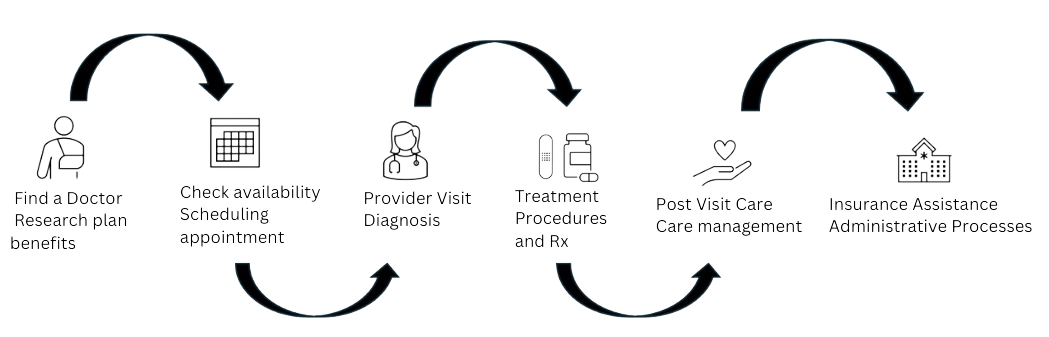 Find a Doctor
Research plan
benefits
Check availability
Scheduling
appointment
Provider Visit
Diagnosis
Treatment
Procedures
and Rx
Post Visit Care
Care management
Insurance Assistance
Administrative Processes